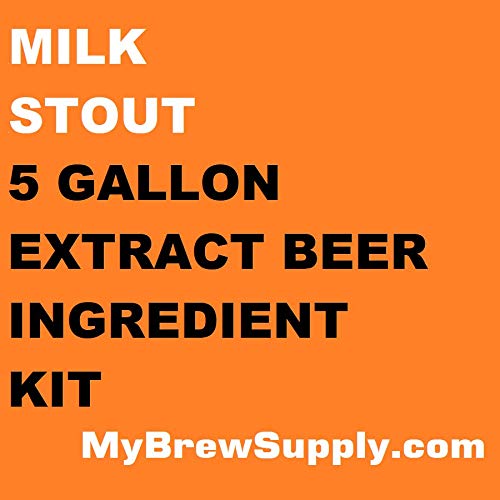 MILK
STOUT
5 GALLON
EXTRACT BEER
INGREDIENT
KIT
MyBrewSupply.com